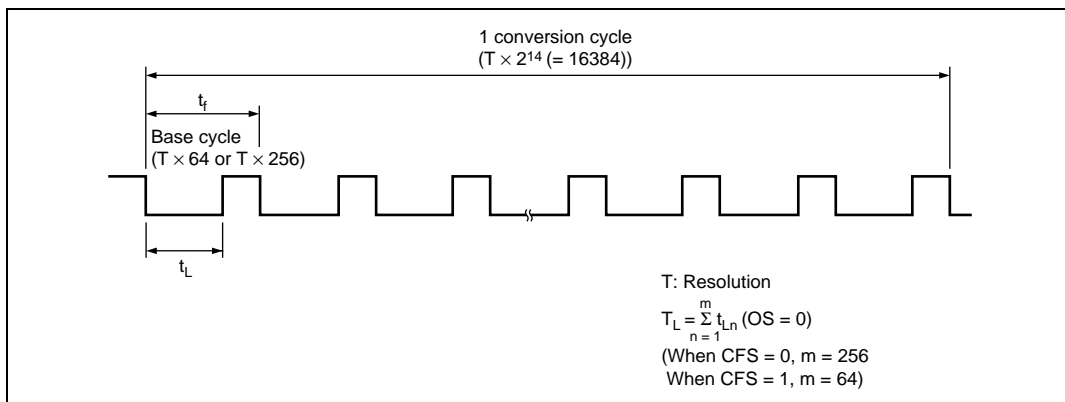 1 conversion cycle
(T × 2¹⁴ (= 16384))
t_f
Base cycle
(T × 64 or T × 256)
t_L
T: Resolution
m
T_L = Σ t_Ln (OS = 0)
n = 1
(When CFS = 0, m = 256
When CFS = 1, m = 64)